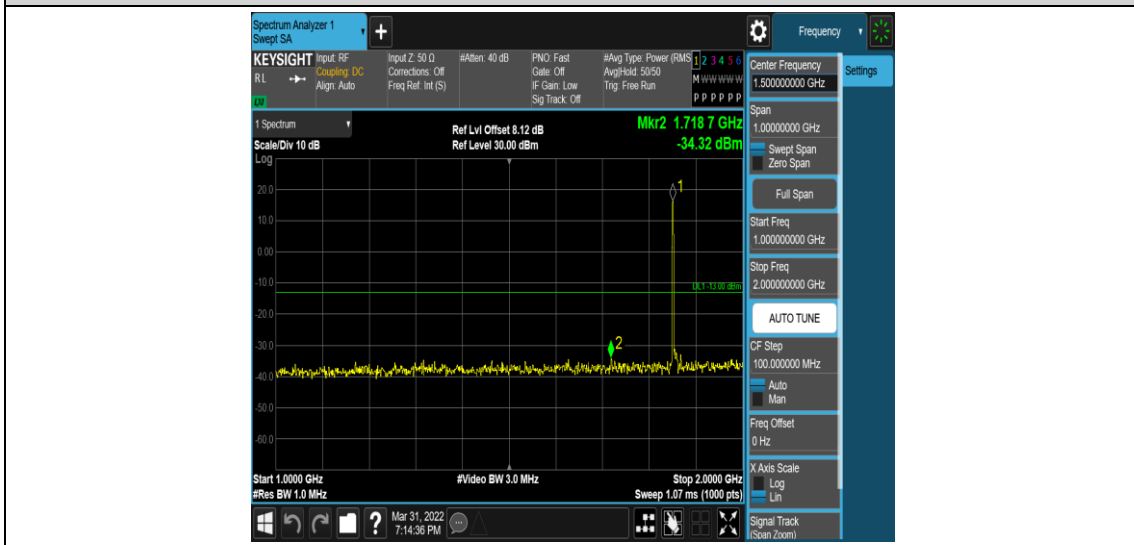 Spectrum Analyzer 1
Swept SA
+
Frequency
KEYSIGHT
RL
LXI
Input: RF
Coupling: DC
Align: Auto
Input Z: 50 Ω
Corrections: Off
Freq Ref: Int (S)
#Atten: 40 dB
PNO: Fast
Gate: Off
IF Gain: Low
Sig Track: Off
#Avg Type: Power (RMS
Avg|Hold: 50/50
Trig: Free Run
1 2 3 4 5 6
M W W W W W
P P P P P P
1 Spectrum
Scale/Div 10 dB
Log
Ref Lvl Offset 8.12 dB
Ref Level 30.00 dBm
Mkr2 1.718 7 GHz
-34.32 dBm
1
20.0
10.0
0.00
-10.0
DL1 -13.00 dBm
-20.0
-30.0
2
-40.0
-50.0
-60.0
Start 1.0000 GHz
#Res BW 1.0 MHz
#Video BW 3.0 MHz
Stop 2.0000 GHz
Sweep 1.07 ms (1000 pts)
Center Frequency
1.500000000 GHz
Settings
Span
1.00000000 GHz
Swept Span
Zero Span
Full Span
Start Freq
1.000000000 GHz
Stop Freq
2.000000000 GHz
AUTO TUNE
CF Step
100.000000 MHz
Auto
Man
Freq Offset
0 Hz
X Axis Scale
Log
Lin
Signal Track
(Span Zoom)
?
Mar 31, 2022
7:14:36 PM